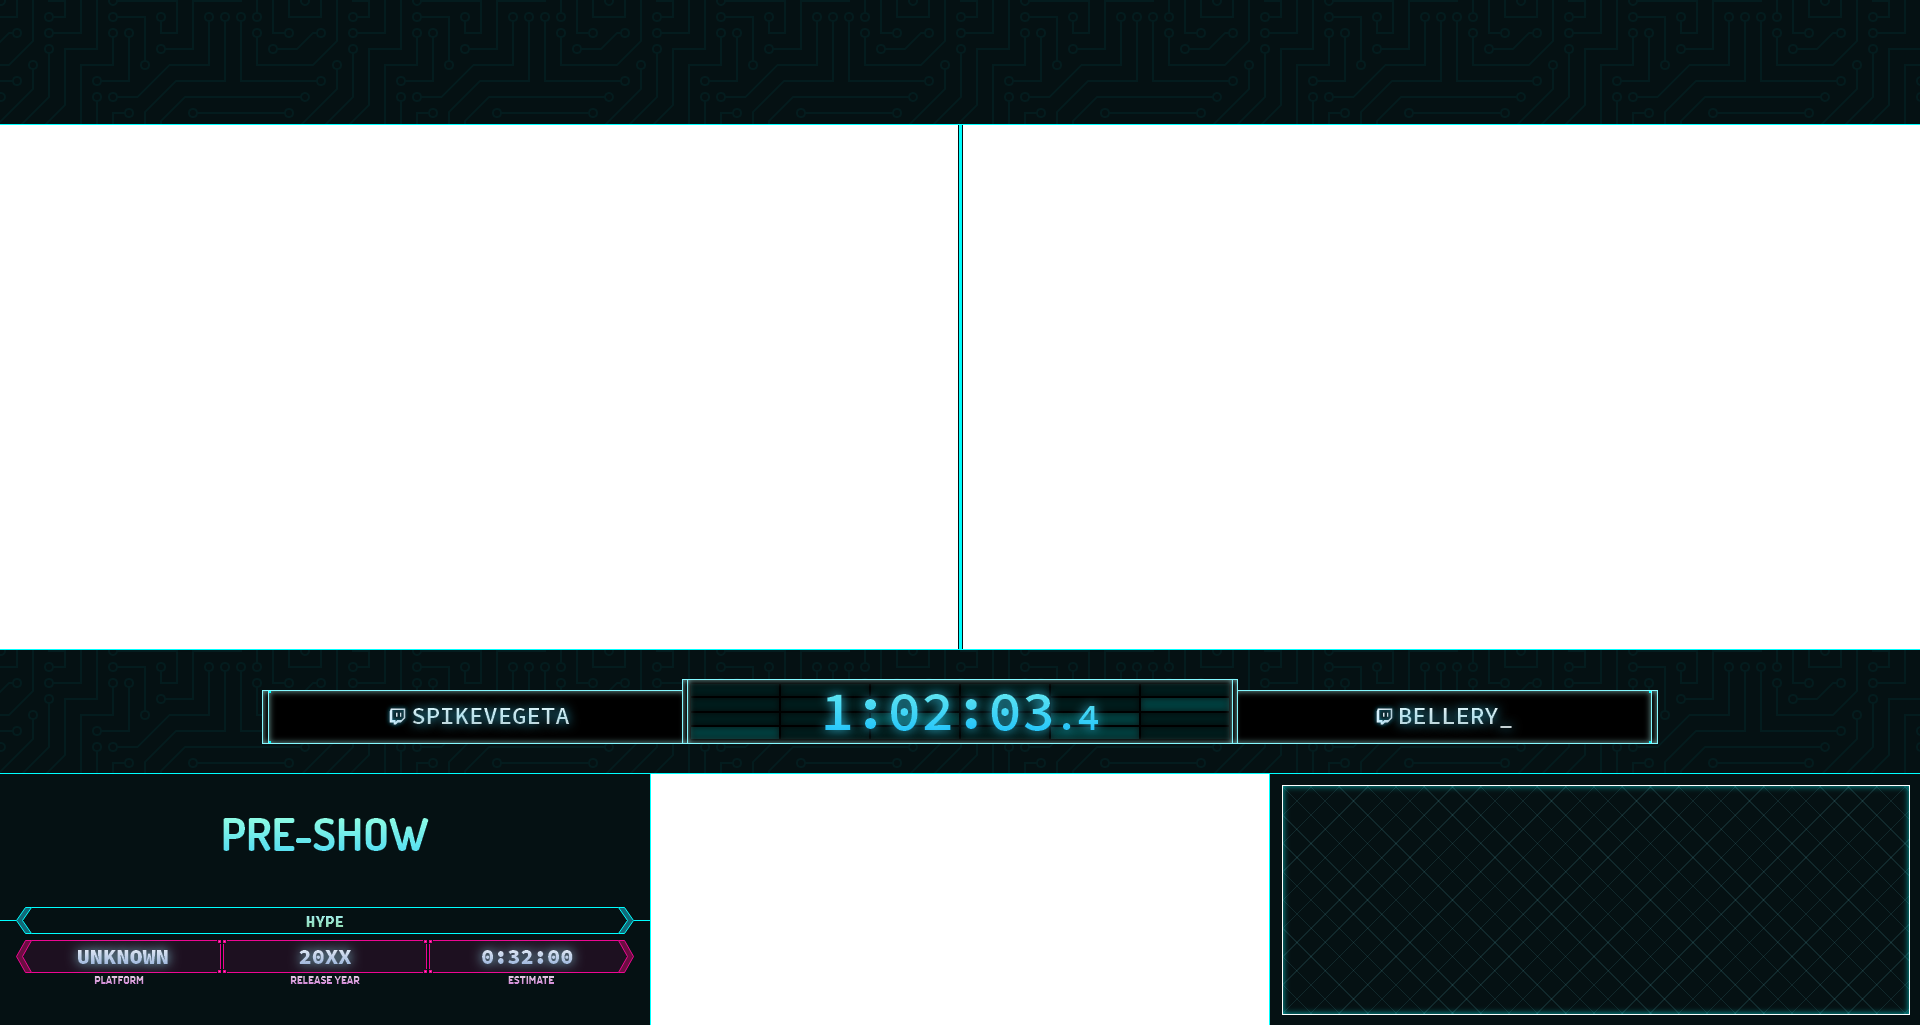 SPIKEVEGETA
1:02:03.4
BELLERY_
PRE-SHOW
HYPE
UNKNOWN 20XX 0:32:00
PLATFORM RELEASE YEAR ESTIMATE